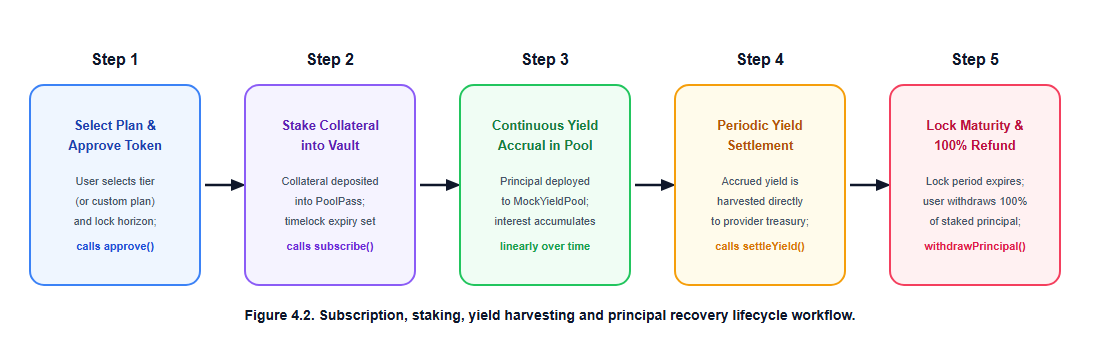 Step 1
Select Plan &
Approve Token
User selects tier
(or custom plan)
and lock horizon;
calls approve()
Step 2
Stake Collateral
into Vault
Collateral deposited
into PoolPass;
timelock expiry set
calls subscribe()
Step 3
Continuous Yield
Accrual in Pool
Principal deployed
to MockYieldPool;
interest accumulates
linearly over time
Step 4
Periodic Yield
Settlement
Accrued yield is
harvested directly
to provider treasury;
calls settleYield()
Step 5
Lock Maturity &
100% Refund
Lock period expires;
user withdraws 100%
of staked principal;
withdrawPrincipal()
Figure 4.2. Subscription, staking, yield harvesting and principal recovery lifecycle workflow.